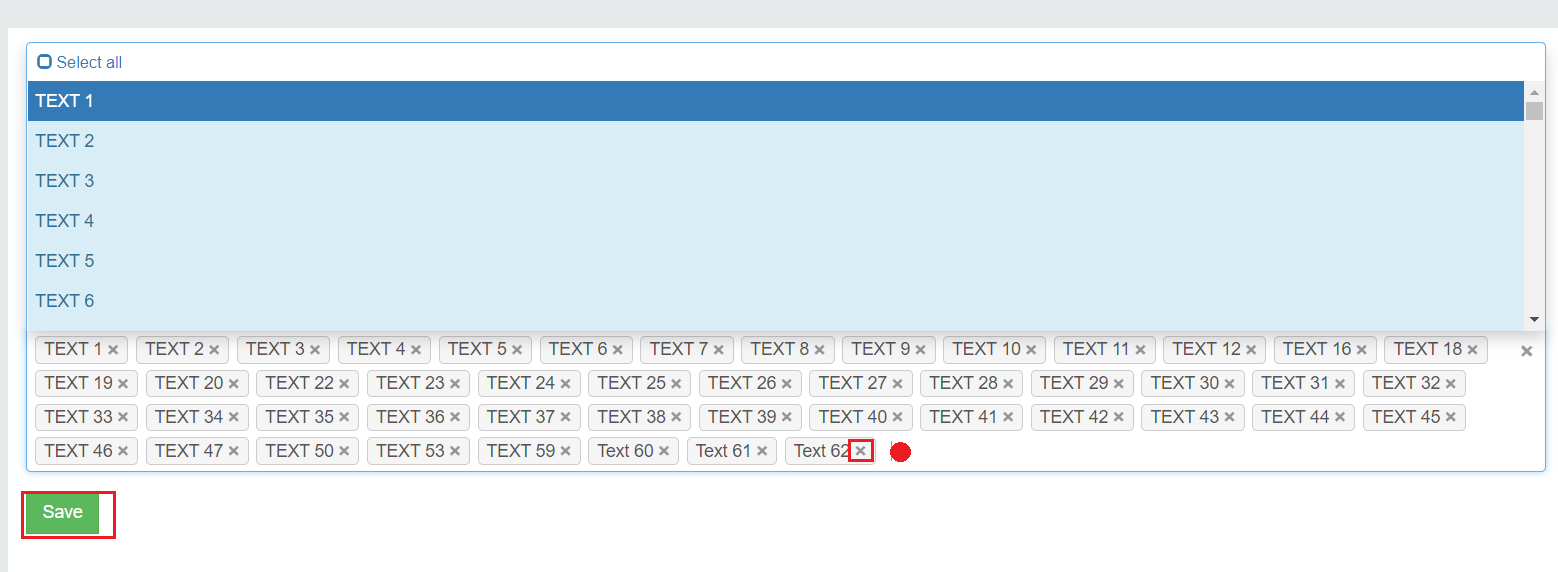 Select all
TEXT 1
TEXT 2
TEXT 3
TEXT 4
TEXT 5
TEXT 6
TEXT 1 × TEXT 2 × TEXT 3 × TEXT 4 × TEXT 5 × TEXT 6 × TEXT 7 × TEXT 8 × TEXT 9 × TEXT 10 × TEXT 11 × TEXT 12 × TEXT 16 × TEXT 18 × ×
TEXT 19 × TEXT 20 × TEXT 22 × TEXT 23 × TEXT 24 × TEXT 25 × TEXT 26 × TEXT 27 × TEXT 28 × TEXT 29 × TEXT 30 × TEXT 31 × TEXT 32 ×
TEXT 33 × TEXT 34 × TEXT 35 × TEXT 36 × TEXT 37 × TEXT 38 × TEXT 39 × TEXT 40 × TEXT 41 × TEXT 42 × TEXT 43 × TEXT 44 × TEXT 45 ×
TEXT 46 × TEXT 47 × TEXT 50 × TEXT 53 × TEXT 59 × Text 60 × Text 61 × Text 62 ×
Save